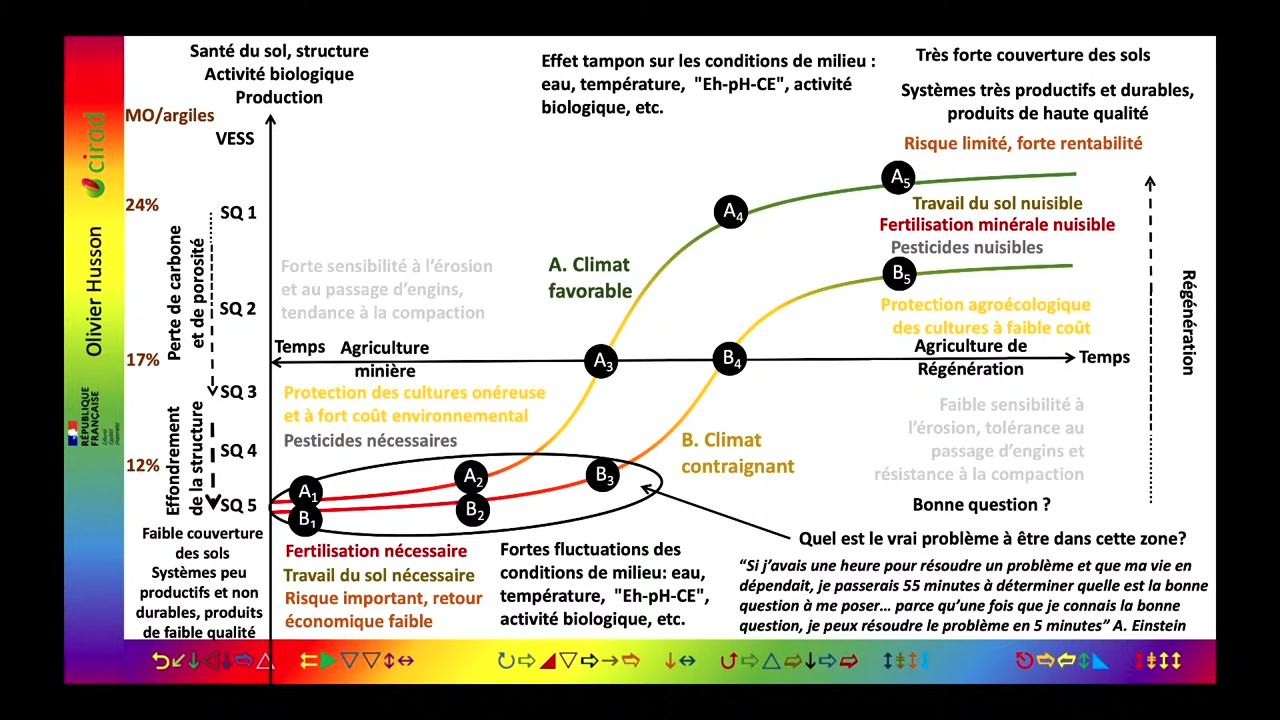 Santé du sol, structure
Activité biologique
Production
MO/argiles
VESS
24%
SQ 1
SQ 2
17%
SQ 3
SQ 4
12%
SQ 5
Perte de carbone
et de porosité
Effondrement
de la structure
cirad
Olivier Husson
RÉPUBLIQUE
FRANÇAISE
Effet tampon sur les conditions de milieu :
eau, température, "Eh-pH-CE", activité
biologique, etc.
Très forte couverture des sols
Systèmes très productifs et durables,
produits de haute qualité
Risque limité, forte rentabilité
A5
A4
Travail du sol nuisible
Fertilisation minérale nuisible
Pesticides nuisibles
Forte sensibilité à l’érosion
et au passage d’engins,
tendance à la compaction
A. Climat
favorable
B5
Protection agroécologique
des cultures à faible coût
Régénération
Temps
Agriculture
minière
A3
B4
Agriculture de
Régénération
Temps
Protection des cultures onéreuse
et à fort coût environnemental
Pesticides nécessaires
B. Climat
contraignant
Faible sensibilité à
l’érosion, tolérance au
passage d’engins et
résistance à la compaction
A1
A2
B3
B1
B2
Bonne question ?
Quel est le vrai problème à être dans cette zone?
Faible couverture
des sols
Systèmes peu
productifs et non
durables, produits
de faible qualité
Fertilisation nécessaire
Travail du sol nécessaire
Risque important, retour
économique faible
Fortes fluctuations des
conditions de milieu: eau,
température, "Eh-pH-CE",
activité biologique, etc.
“Si j’avais une heure pour résoudre un problème et que ma vie en
dépendait, je passerais 55 minutes à déterminer quelle est la bonne
question à me poser… parce qu’une fois que je connais la bonne
question, je peux résoudre le problème en 5 minutes” A. Einstein